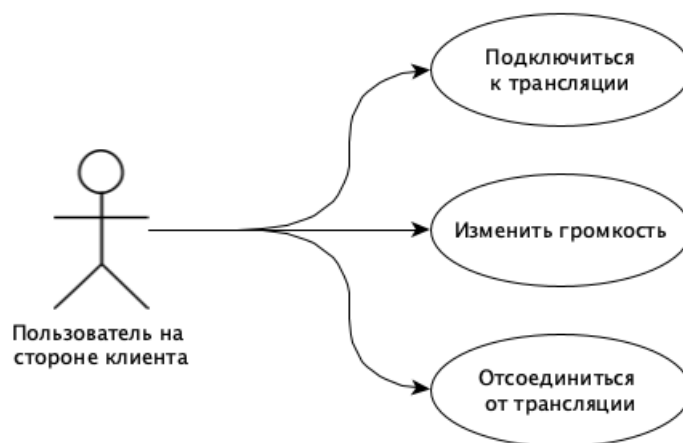 Подключиться
к трансляции
Изменить громкость
Пользователь на
стороне клиента
Отсоединиться
от трансляции